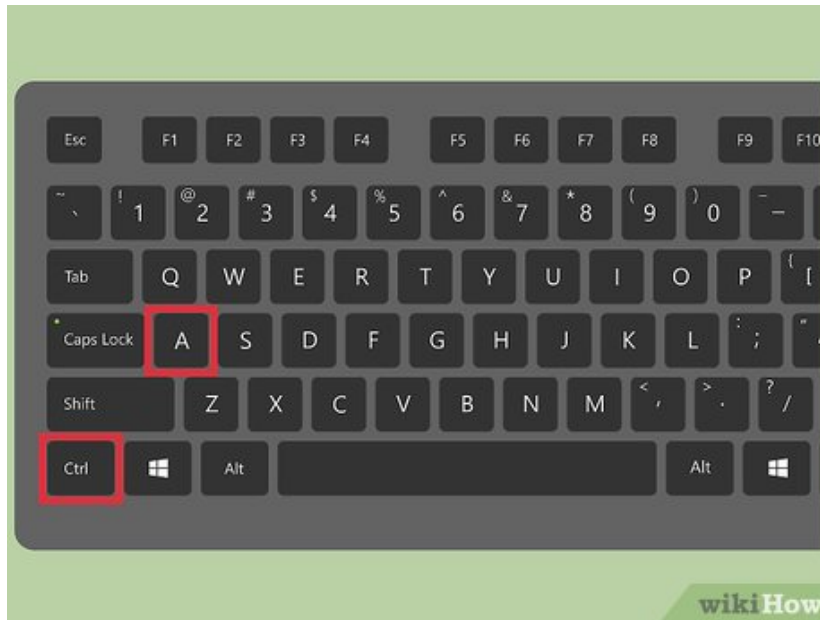 Esc F1 F2 F3 F4 F5 F6 F7 F8 F9 F10
~ ` ! 1 @ 2 # 3 $ 4 % 5 ^ 6 & 7 * 8 ( 9 ) 0 – —
Tab Q W E R T Y U I O P { [
Caps Lock A S D F G H J K L : ; "
Shift Z X C V B N M < , > . ? /
Ctrl Alt Alt
wikiHow